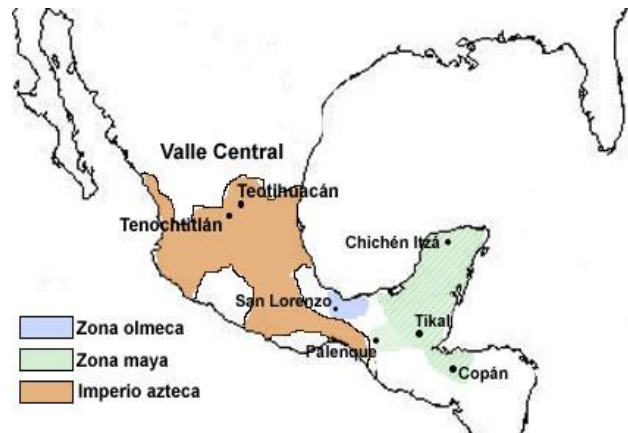 Valle Central
Teotihuacán
Tenochtitlán
Chichén Itzá
San Lorenzo
Tikal
Palenque
Copán
Zona olmeca
Zona maya
Imperio azteca